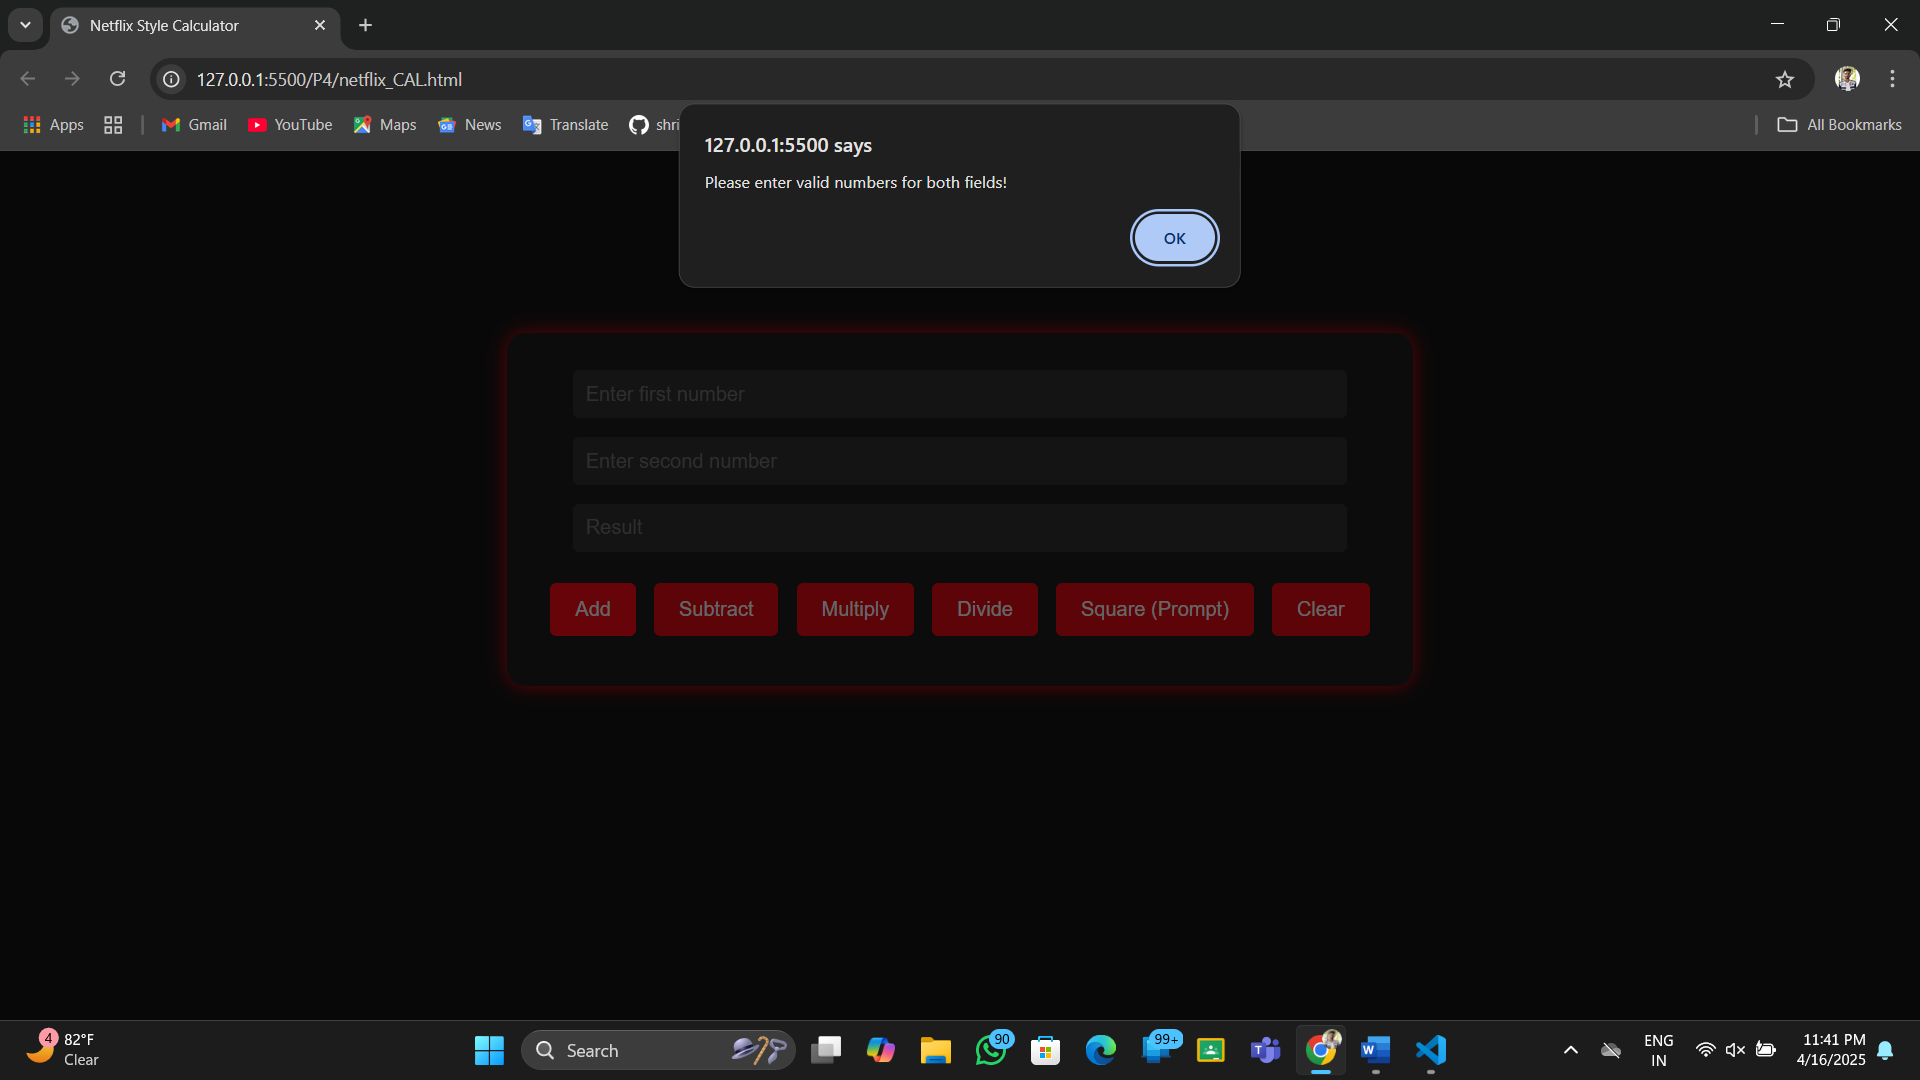 Netflix Style Calculator
127.0.0.1:5500/P4/netflix_CAL.html
Apps
Gmail
YouTube
Maps
News
Translate
shri
All Bookmarks
127.0.0.1:5500 says
Please enter valid numbers for both fields!
OK
Enter first number
Enter second number
Result
Add
Subtract
Multiply
Divide
Square (Prompt)
Clear
4
82°F
Clear
Search
90
99+
ENG
IN
11:41 PM
4/16/2025